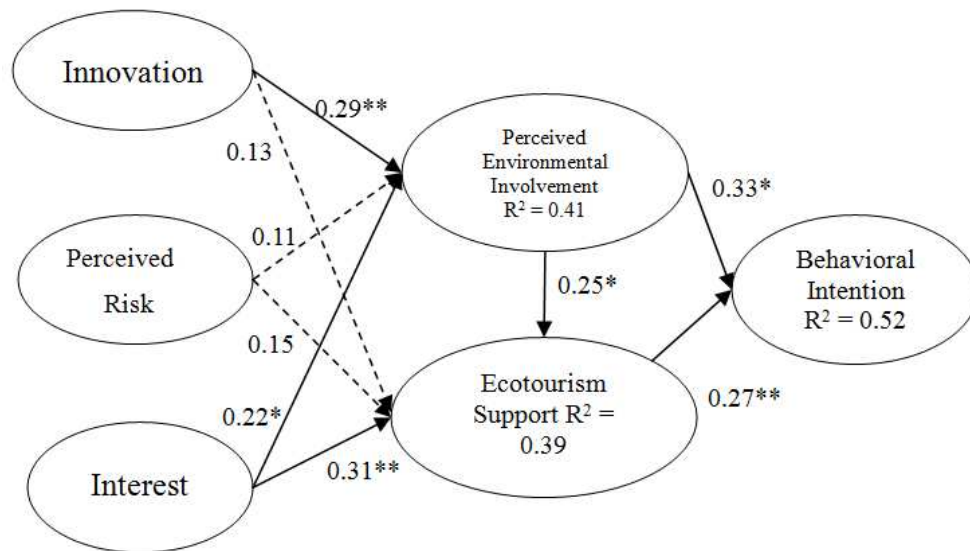 Innovation
0.29**
0.13
Perceived
Environmental
Involvement
R² = 0.41
0.33*
0.11
Perceived
Risk
0.25*
Behavioral
Intention
R² = 0.52
0.15
Ecotourism
Support R² =
0.39
0.27**
0.22*
0.31**
Interest